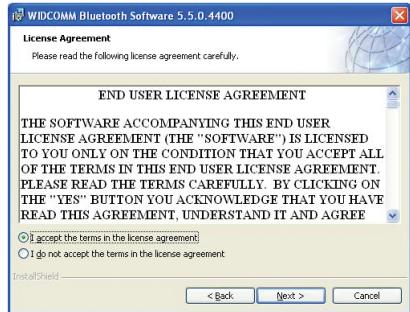 WIDCOMM Bluetooth Software 5.5.0.4400
License Agreement
Please read the following license agreement carefully.
END USER LICENSE AGREEMENT
THE SOFTWARE ACCOMPANYING THIS END USER
LICENSE AGREEMENT (THE "SOFTWARE") IS LICENSED
TO YOU ONLY ON THE CONDITION THAT YOU ACCEPT ALL
OF THE TERMS IN THIS END USER LICENSE AGREEMENT.
PLEASE READ THE TERMS CAREFULLY. BY CLICKING ON
THE "YES" BUTTON YOU ACKNOWLEDGE THAT YOU HAVE
READ THIS AGREEMENT, UNDERSTAND IT AND AGREE
I accept the terms in the license agreement
I do not accept the terms in the license agreement
InstallShield
< Back Next > Cancel